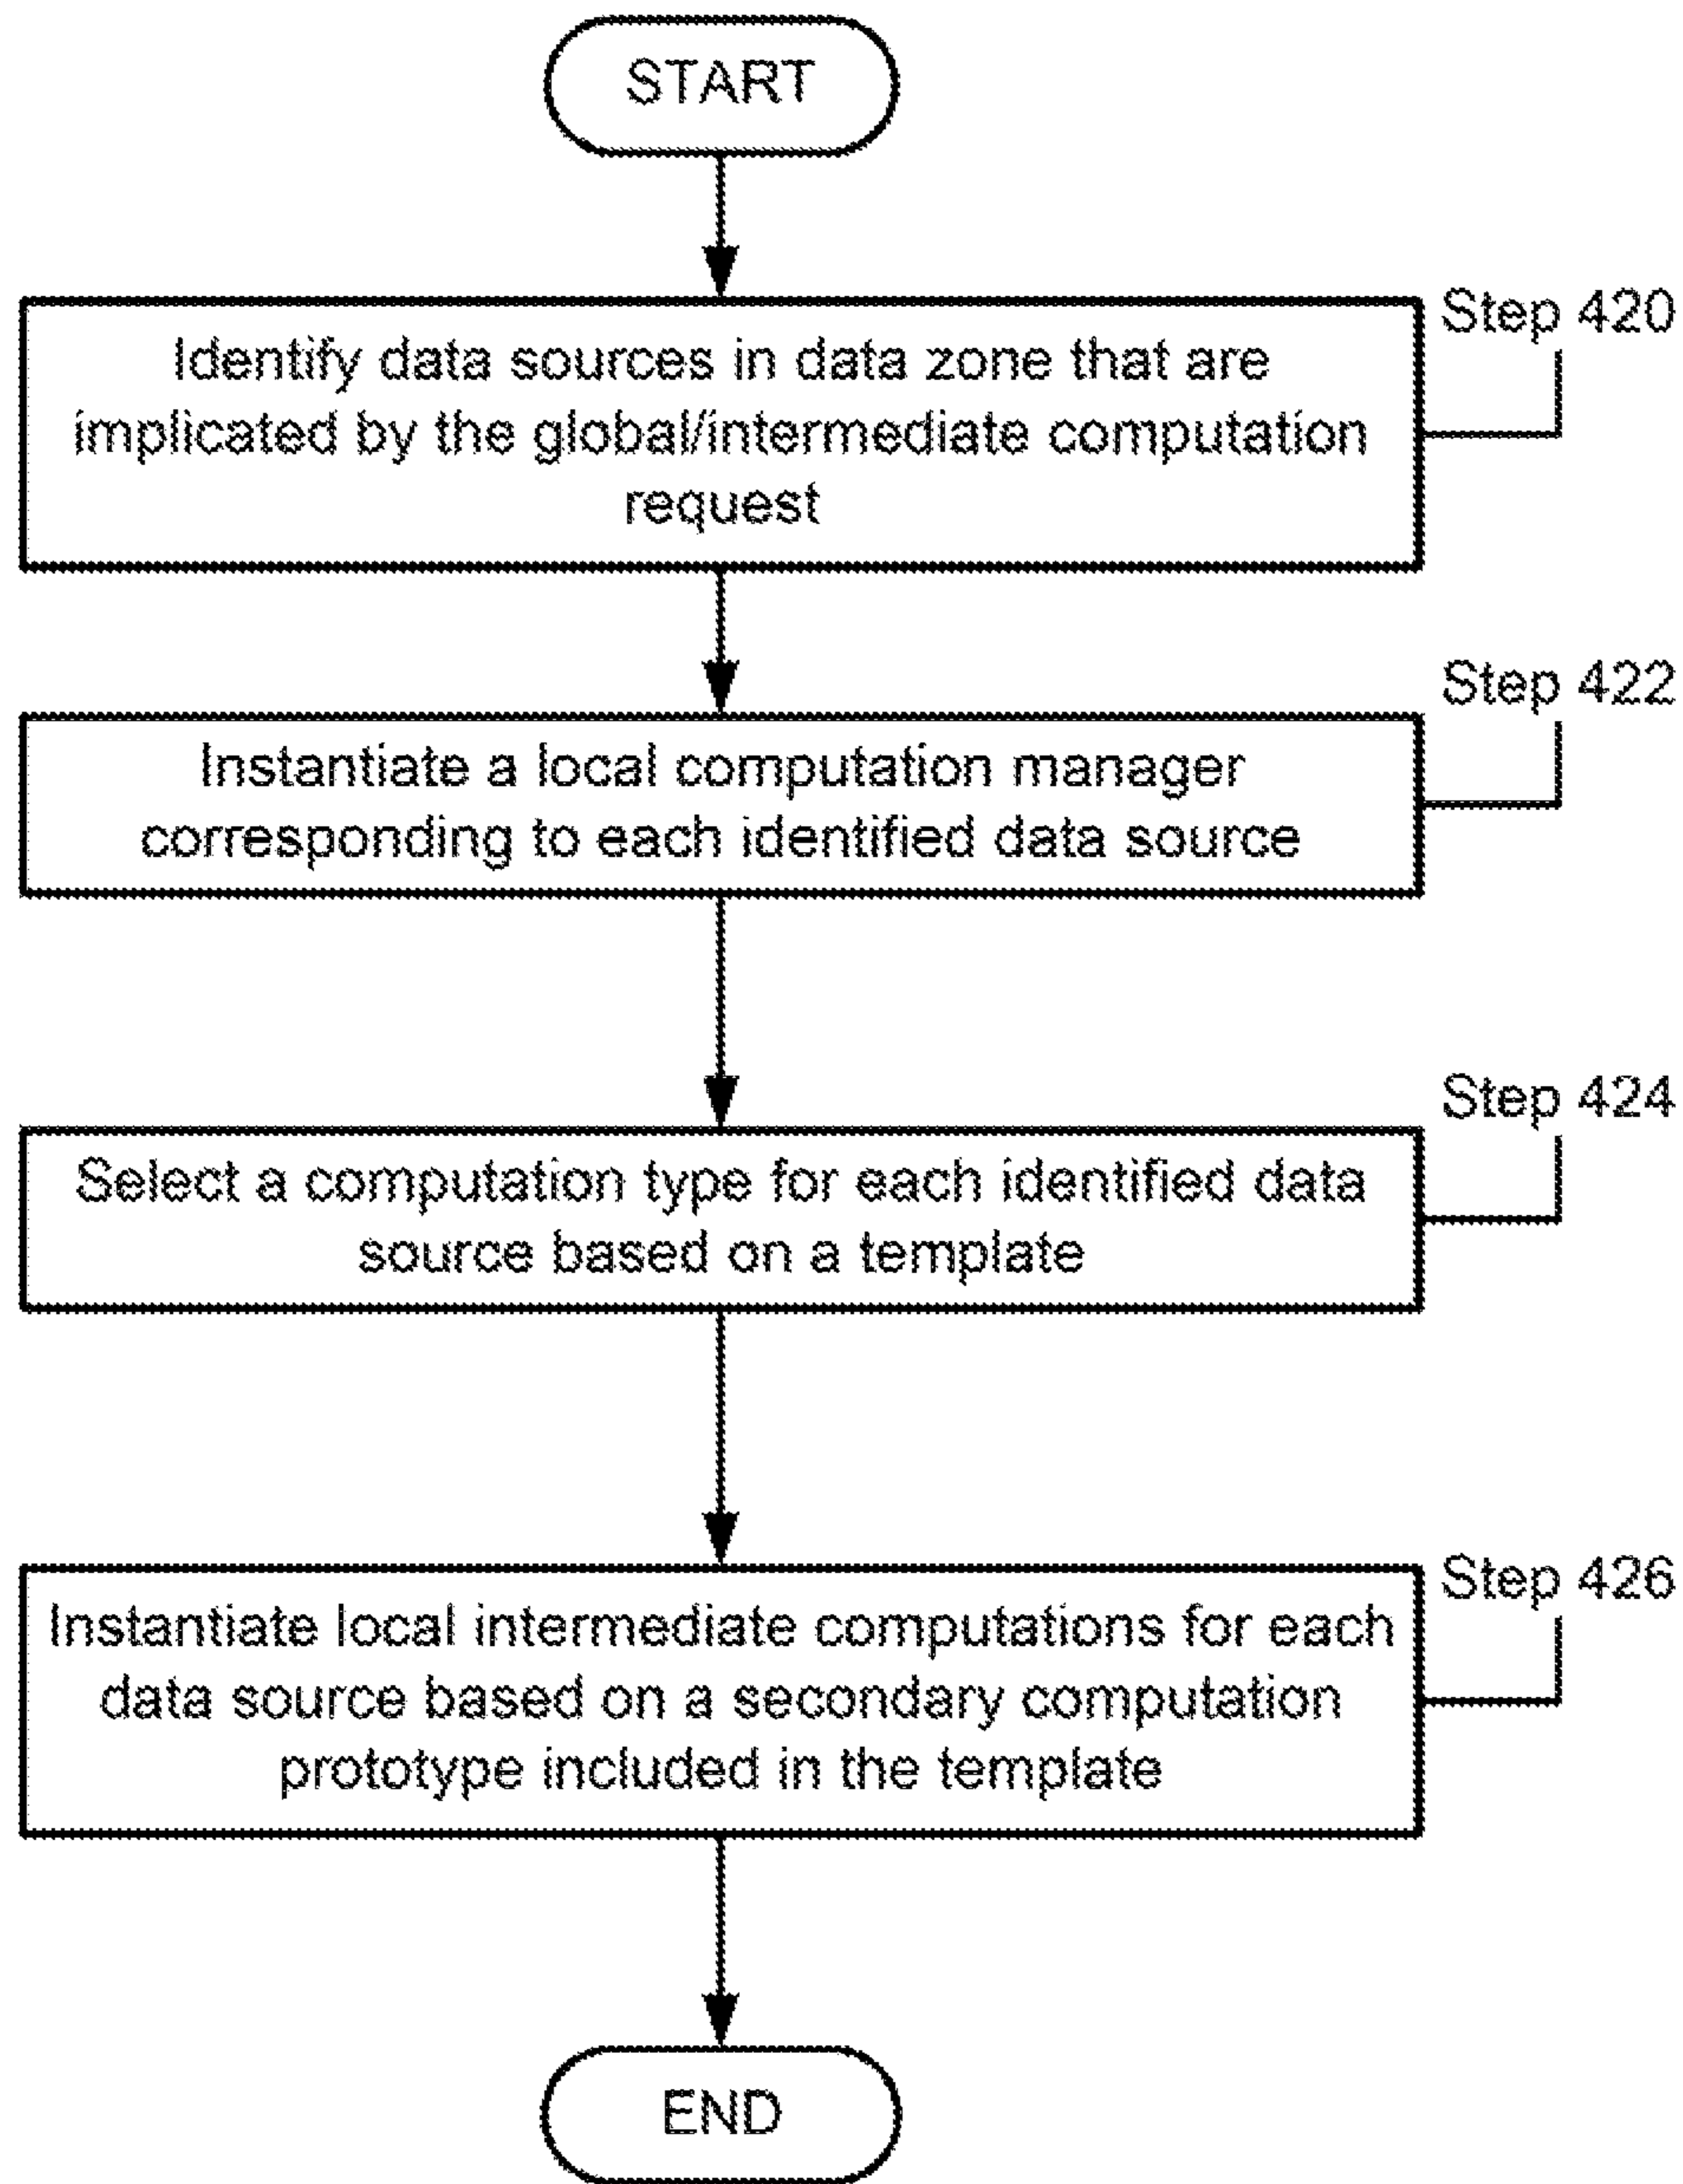 START
Step 420
Identify data sources in data zone that are
implicated by the global/intermediate computation
request
Step 422
Instantiate a local computation manager
corresponding to each identified data source
Step 424
Select a computation type for each identified data
source based on a template
Step 426
Instantiate local intermediate computations for each
data source based on a secondary computation
prototype included in the template
END